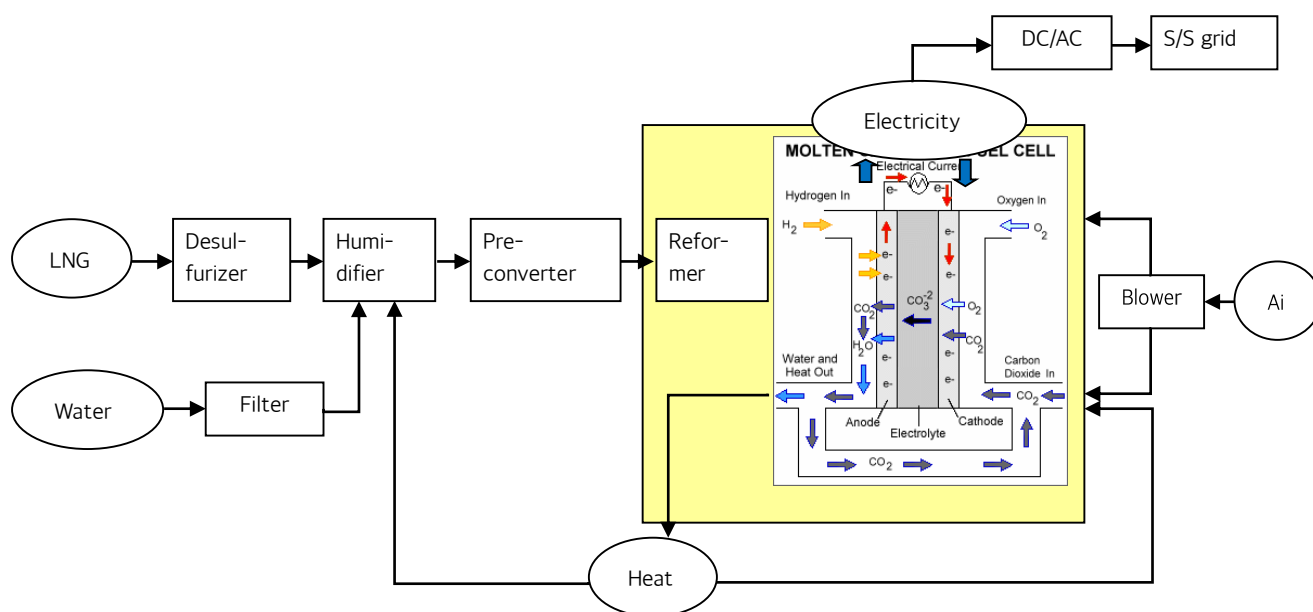 DC/AC
S/S grid
Electricity
MOLTEN
FUEL CELL
Electrical
Hydrogen In
e-
e-
Oxygen In
H2
O2
LNG
Desul-
furizer
Humi-
difier
Pre-
converter
Refor-
mer
e-
e-
e-
e-
CO3-2
CO2
O2
H2O
CO2
Blower
Ai
Water and
Heat Out
e-
e-
Carbon
Dioxide In
Water
Filter
e-
e-
CO2
Anode
Cathode
Electrolyte
CO2
Heat